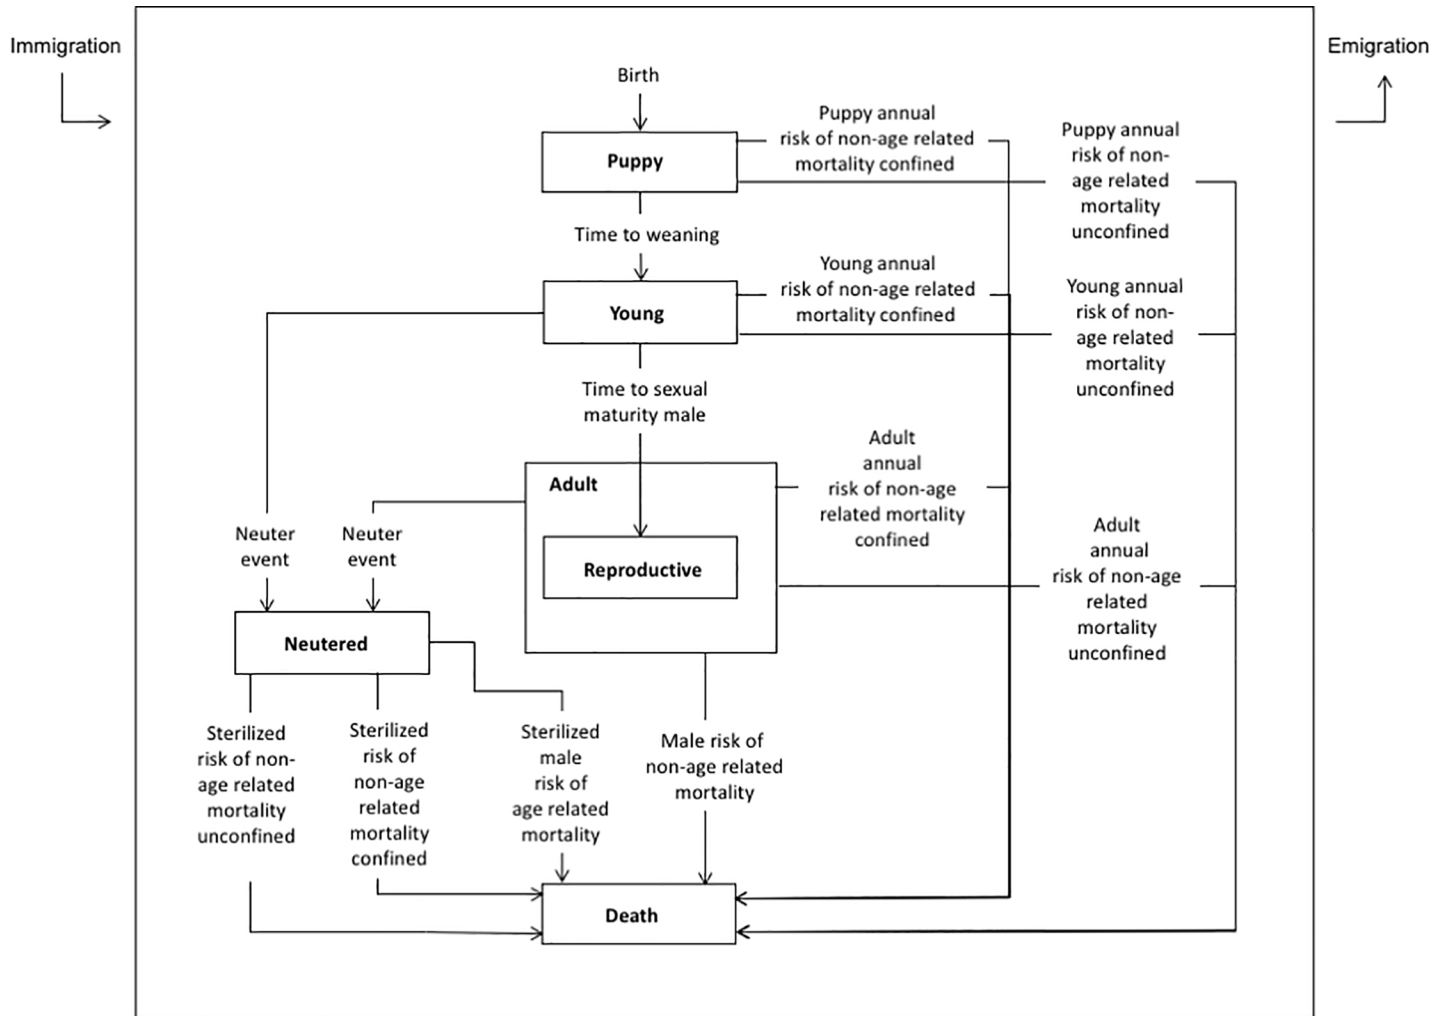 Immigration
Emigration
Birth
Puppy
Puppy annual
risk of non-age related
mortality confined
Puppy annual
risk of non-
age related
mortality
unconfined
Time to weaning
Young
Young annual
risk of non-age related
mortality confined
Young annual
risk of non-
age related
mortality
unconfined
Time to sexual
maturity male
Adult
Reproductive
Adult
annual
risk of non-age
related mortality
confined
Adult
annual
risk of non-age
related
mortality
unconfined
Neuter
event
Neuter
event
Neutered
Sterilized
risk of non-
age related
mortality
unconfined
Sterilized
risk of
non-age
related
mortality
confined
Sterilized
male
risk of
age related
mortality
Male risk of
non-age related
mortality
Death